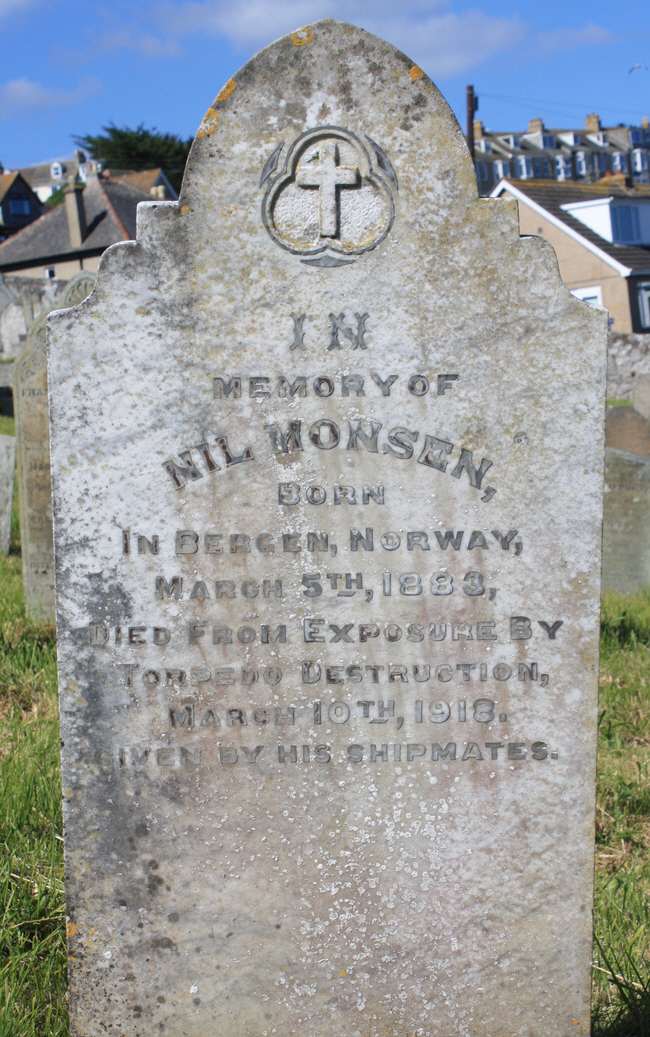 IN
MEMORY OF
NIL MONSEN,
BORN
IN BERGEN, NORWAY,
MARCH 5TH, 1883,
DIED FROM EXPOSURE BY
TORPEDO DESTRUCTION,
MARCH 10TH, 1918.
GIVEN BY HIS SHIPMATES.